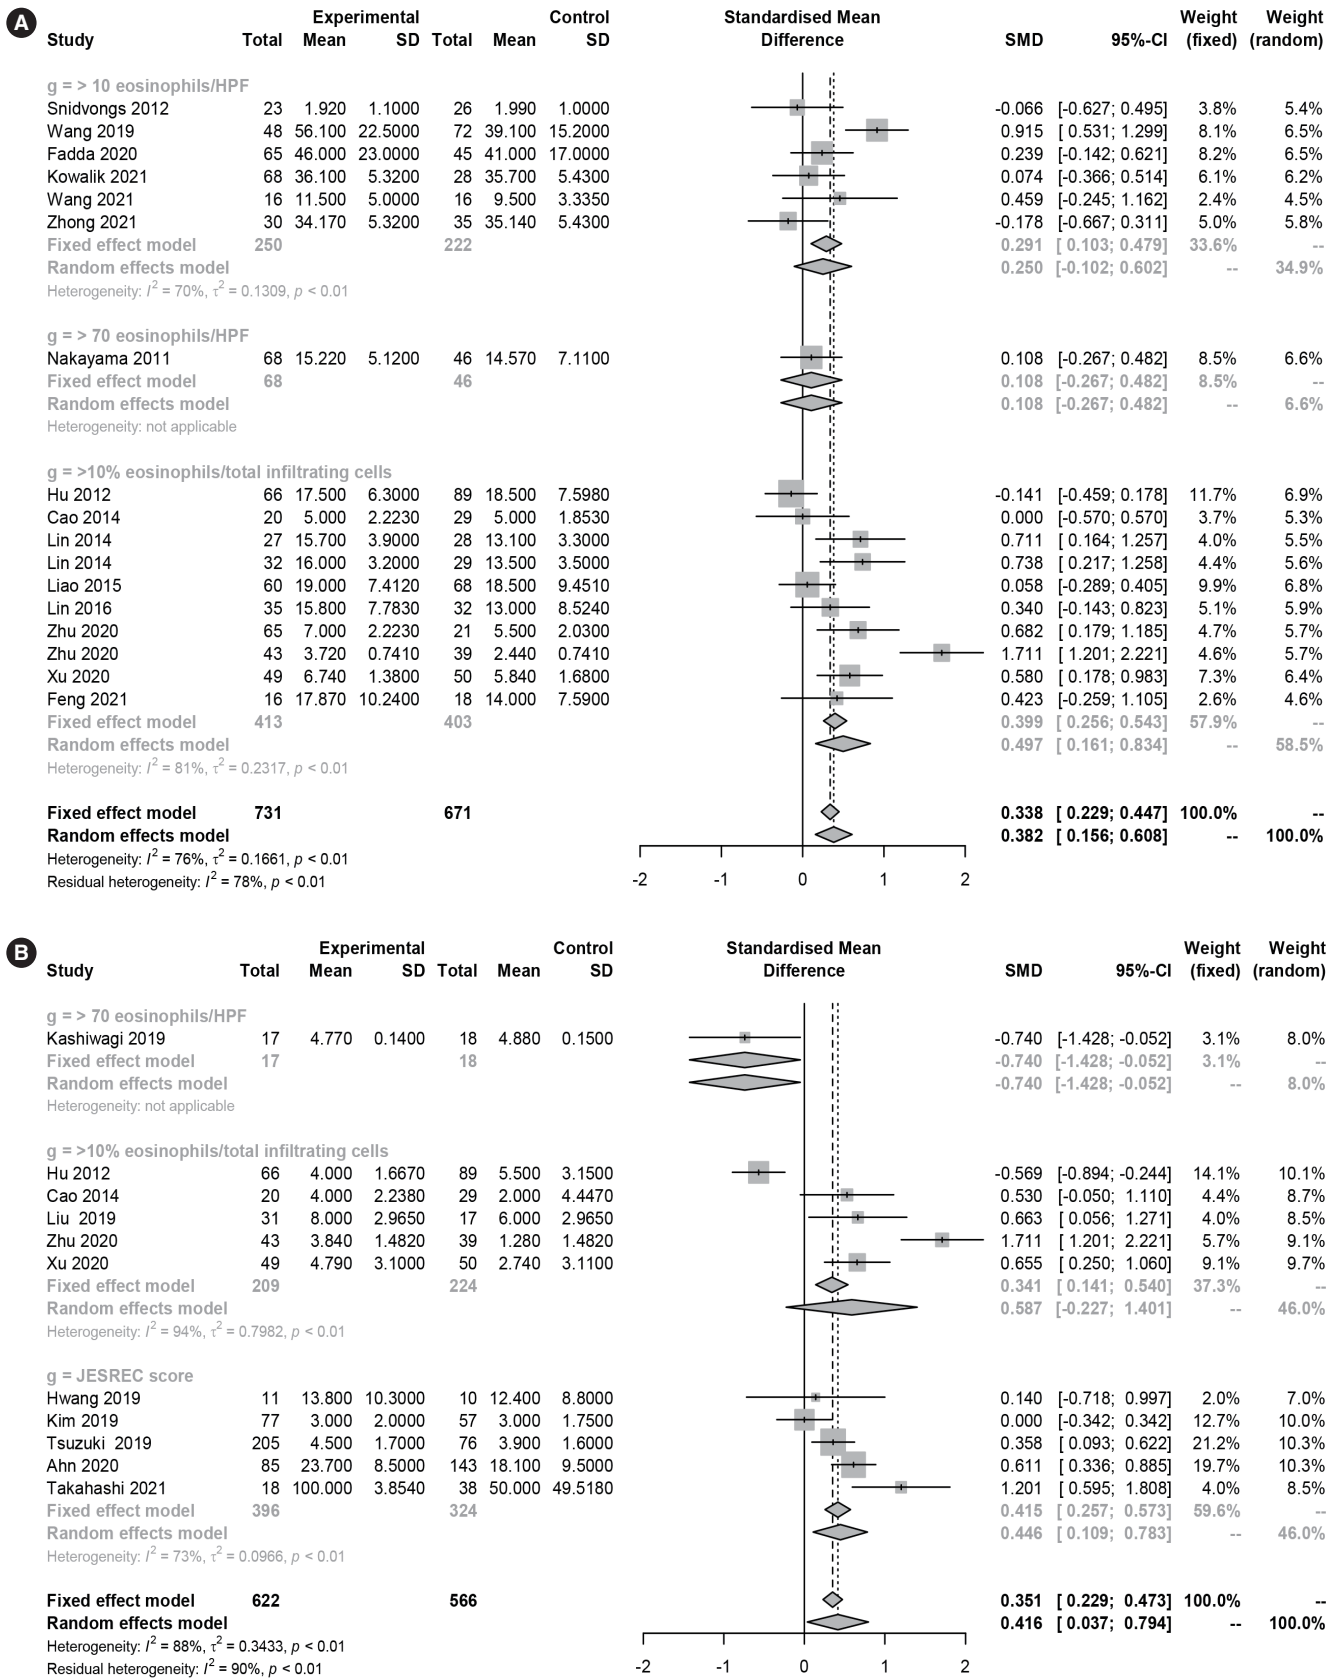 A
Experimental Control Standardised Mean Weight Weight
Study Total Mean SD Total Mean SD Difference SMD 95%-CI (fixed) (random)
g = > 10 eosinophils/HPF
Snidvongs 2012 23 1.920 1.1000 26 1.990 1.0000 -0.066 [-0.627; 0.495] 3.8% 5.4%
Wang 2019 48 56.100 22.5000 72 39.100 15.2000 0.915 [ 0.531; 1.299] 8.1% 6.5%
Fadda 2020 65 46.000 23.0000 45 41.000 17.0000 0.239 [-0.142; 0.621] 8.2% 6.5%
Kowalik 2021 68 36.100 5.3200 28 35.700 5.4300 0.074 [-0.366; 0.514] 6.1% 6.2%
Wang 2021 16 11.500 5.0000 16 9.500 3.3350 0.459 [-0.245; 1.162] 2.4% 4.5%
Zhong 2021 30 34.170 5.3200 35 35.140 5.4300 -0.178 [-0.667; 0.311] 5.0% 5.8%
Fixed effect model 250 222 0.291 [ 0.103; 0.479] 33.6% --
Random effects model 0.250 [-0.102; 0.602] -- 34.9%
Heterogeneity: I² = 70%, τ² = 0.1309, p < 0.01
g = > 70 eosinophils/HPF
Nakayama 2011 68 15.220 5.1200 46 14.570 7.1100 0.108 [-0.267; 0.482] 8.5% 6.6%
Fixed effect model 68 46 0.108 [-0.267; 0.482] 8.5% --
Random effects model 0.108 [-0.267; 0.482] -- 6.6%
Heterogeneity: not applicable
g = >10% eosinophils/total infiltrating cells
Hu 2012 66 17.500 6.3000 89 18.500 7.5980 -0.141 [-0.459; 0.178] 11.7% 6.9%
Cao 2014 20 5.000 2.2230 29 5.000 1.8530 0.000 [-0.570; 0.570] 3.7% 5.3%
Lin 2014 27 15.700 3.9000 28 13.100 3.3000 0.711 [ 0.164; 1.257] 4.0% 5.5%
Lin 2014 32 16.000 3.2000 29 13.500 3.5000 0.738 [ 0.217; 1.258] 4.4% 5.6%
Liao 2015 60 19.000 7.4120 68 18.500 9.4510 0.058 [-0.289; 0.405] 9.9% 6.8%
Lin 2016 35 15.800 7.7830 32 13.000 8.5240 0.340 [-0.143; 0.823] 5.1% 5.9%
Zhu 2020 65 7.000 2.2230 21 5.500 2.0300 0.682 [ 0.179; 1.185] 4.7% 5.7%
Zhu 2020 43 3.720 0.7410 39 2.440 0.7410 1.711 [ 1.201; 2.221] 4.6% 5.7%
Xu 2020 49 6.740 1.3800 50 5.840 1.6800 0.580 [ 0.178; 0.983] 7.3% 6.4%
Feng 2021 16 17.870 10.2400 18 14.000 7.5900 0.423 [-0.259; 1.105] 2.6% 4.6%
Fixed effect model 413 403 0.399 [ 0.256; 0.543] 57.9% --
Random effects model 0.497 [ 0.161; 0.834] -- 58.5%
Heterogeneity: I² = 81%, τ² = 0.2317, p < 0.01
Fixed effect model 731 671 0.338 [ 0.229; 0.447] 100.0% --
Random effects model 0.382 [ 0.156; 0.608] -- 100.0%
Heterogeneity: I² = 76%, τ² = 0.1661, p < 0.01
Residual heterogeneity: I² = 78%, p < 0.01
-2 -1 0 1 2
B
Experimental Control Standardised Mean Weight Weight
Study Total Mean SD Total Mean SD Difference SMD 95%-CI (fixed) (random)
g = > 70 eosinophils/HPF
Kashiwagi 2019 17 4.770 0.1400 18 4.880 0.1500 -0.740 [-1.428; -0.052] 3.1% 8.0%
Fixed effect model 17 18 -0.740 [-1.428; -0.052] 3.1% --
Random effects model -0.740 [-1.428; -0.052] -- 8.0%
Heterogeneity: not applicable
g = >10% eosinophils/total infiltrating cells
Hu 2012 66 4.000 1.6670 89 5.500 3.1500 -0.569 [-0.894; -0.244] 14.1% 10.1%
Cao 2014 20 4.000 2.2380 29 2.000 4.4470 0.530 [-0.050; 1.110] 4.4% 8.7%
Liu 2019 31 8.000 2.9650 17 6.000 2.9650 0.663 [ 0.056; 1.271] 4.0% 8.5%
Zhu 2020 43 3.840 1.4820 39 1.280 1.4820 1.711 [ 1.201; 2.221] 5.7% 9.1%
Xu 2020 49 4.790 3.1000 50 2.740 3.1100 0.655 [ 0.250; 1.060] 9.1% 9.7%
Fixed effect model 209 224 0.341 [ 0.141; 0.540] 37.3% --
Random effects model 0.587 [-0.227; 1.401] -- 46.0%
Heterogeneity: I² = 94%, τ² = 0.7982, p < 0.01
g = JESREC score
Hwang 2019 11 13.800 10.3000 10 12.400 8.8000 0.140 [-0.718; 0.997] 2.0% 7.0%
Kim 2019 77 3.000 2.0000 57 3.000 1.7500 0.000 [-0.342; 0.342] 12.7% 10.0%
Tsuzuki 2019 205 4.500 1.7000 76 3.900 1.6000 0.358 [ 0.093; 0.622] 21.2% 10.3%
Ahn 2020 85 23.700 8.5000 143 18.100 9.5000 0.611 [ 0.336; 0.885] 19.7% 10.3%
Takahashi 2021 18 100.000 3.8540 38 50.000 49.5180 1.201 [ 0.595; 1.808] 4.0% 8.5%
Fixed effect model 396 324 0.415 [ 0.257; 0.573] 59.6% --
Random effects model 0.446 [ 0.109; 0.783] -- 46.0%
Heterogeneity: I² = 73%, τ² = 0.0966, p < 0.01
Fixed effect model 622 566 0.351 [ 0.229; 0.473] 100.0% --
Random effects model 0.416 [ 0.037; 0.794] -- 100.0%
Heterogeneity: I² = 88%, τ² = 0.3433, p < 0.01
Residual heterogeneity: I² = 90%, p < 0.01
-2 -1 0 1 2